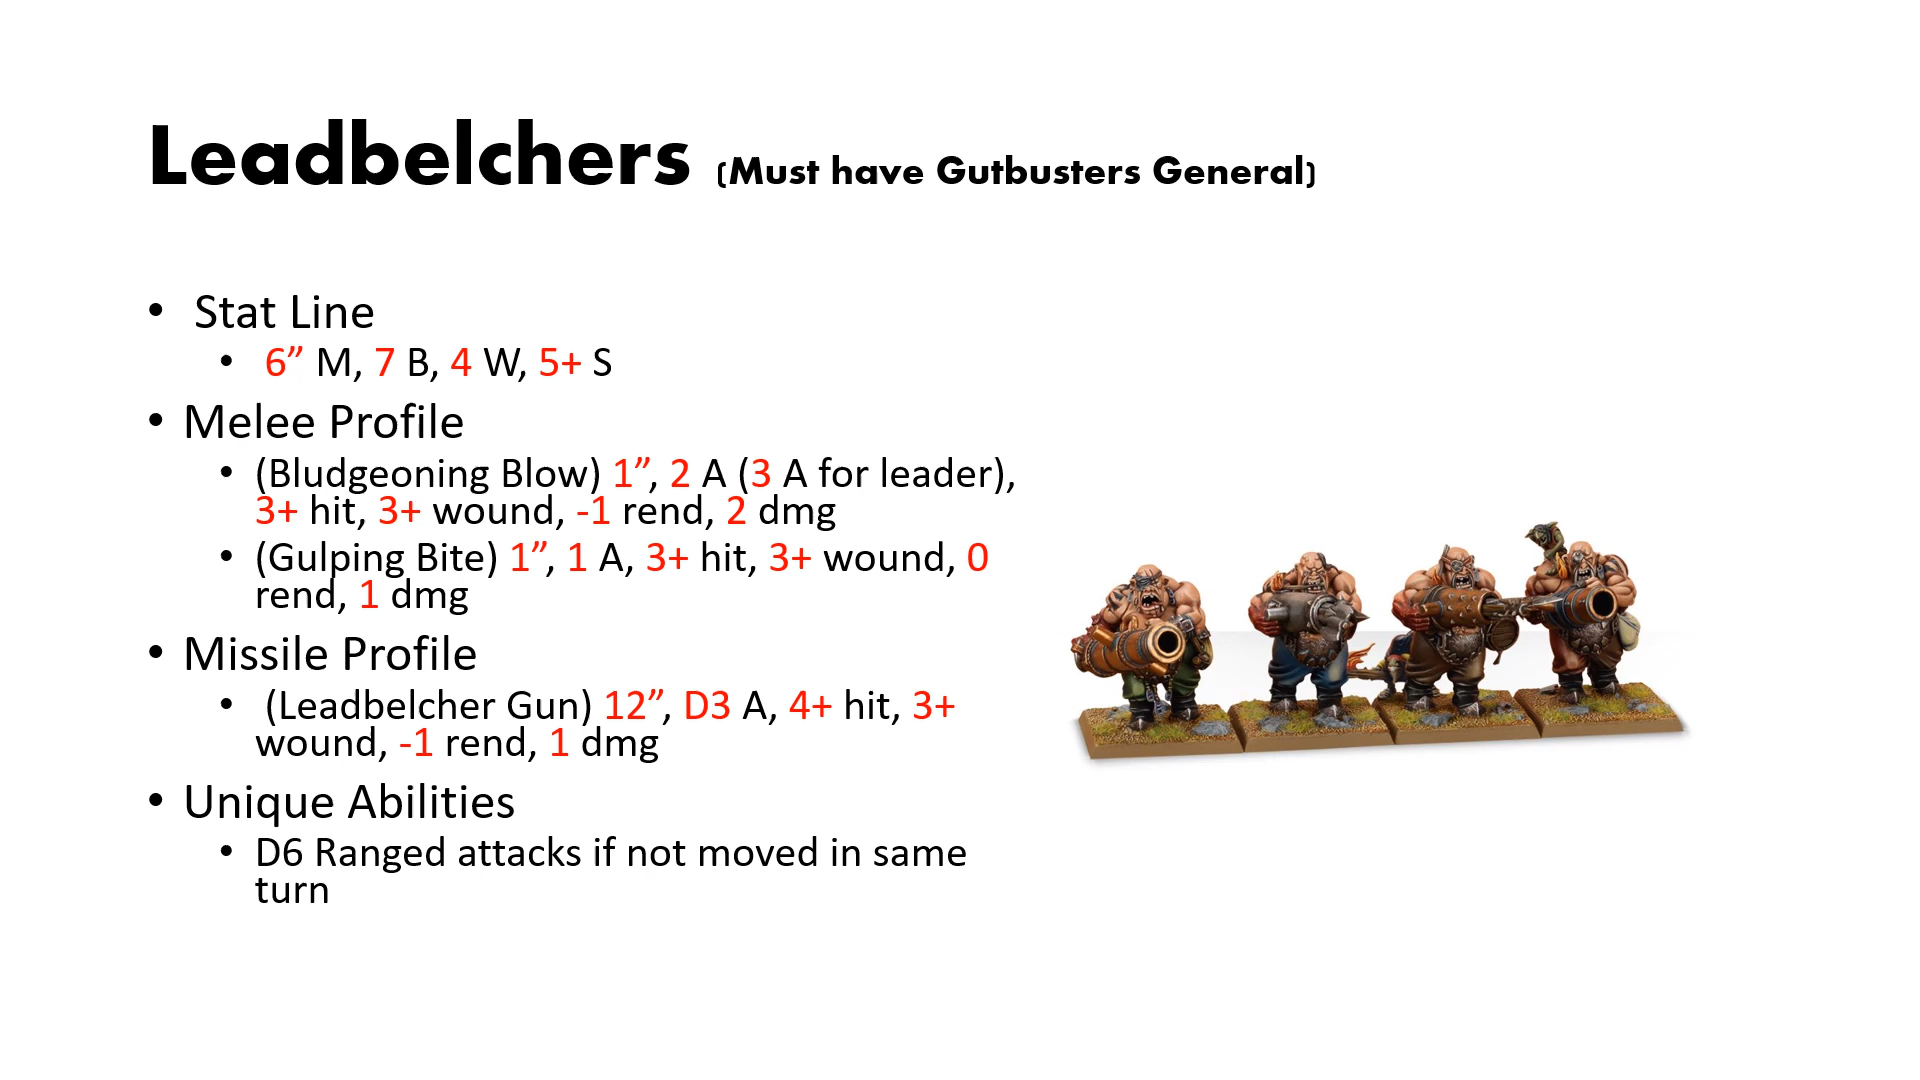 Leadbelchers (Must have Gutbusters General)
• Stat Line
• 6” M, 7 B, 4 W, 5+ S
• Melee Profile
• (Bludgeoning Blow) 1”, 2 A (3 A for leader),
3+ hit, 3+ wound, -1 rend, 2 dmg
• (Gulping Bite) 1”, 1 A, 3+ hit, 3+ wound, 0
rend, 1 dmg
• Missile Profile
• (Leadbelcher Gun) 12”, D3 A, 4+ hit, 3+
wound, -1 rend, 1 dmg
• Unique Abilities
• D6 Ranged attacks if not moved in same
turn